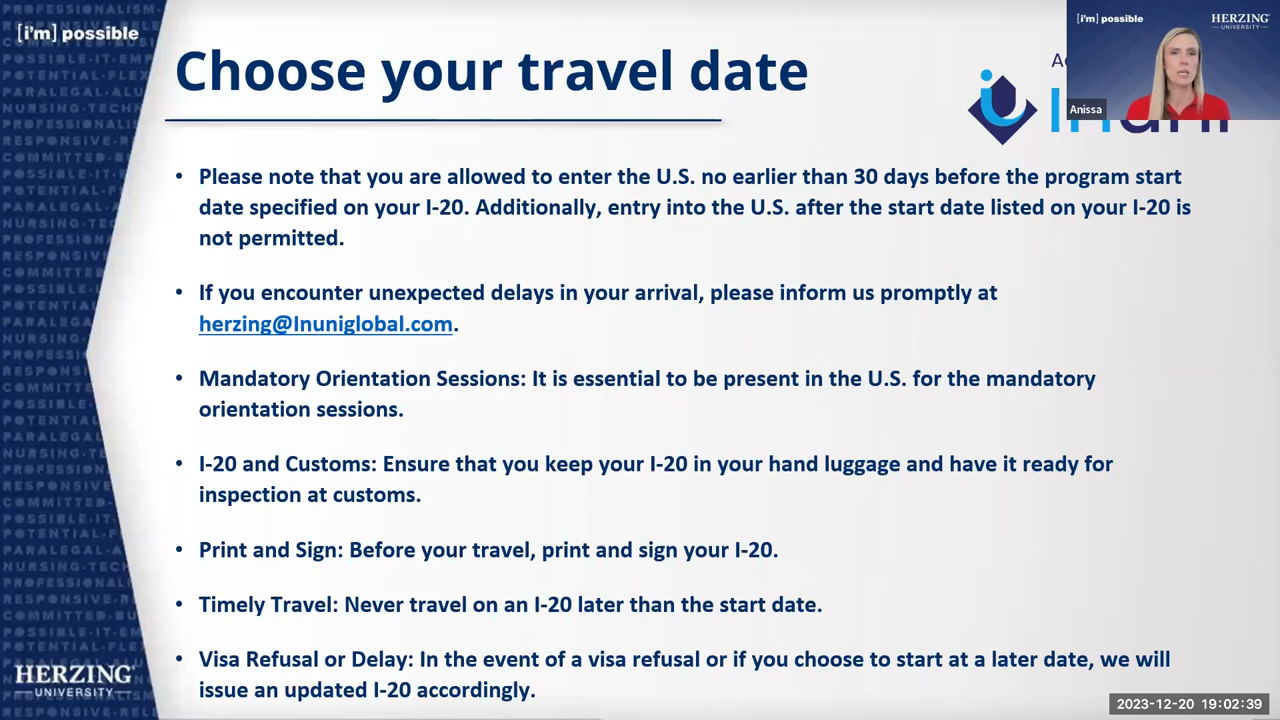 [i'm] possible
Choose your travel date
[i'm] possible
HERZING
UNIVERSITY
Anissa
• Please note that you are allowed to enter the U.S. no earlier than 30 days before the program start
date specified on your I-20. Additionally, entry into the U.S. after the start date listed on your I-20 is
not permitted.
• If you encounter unexpected delays in your arrival, please inform us promptly at
herzing@Inuniglobal.com.
• Mandatory Orientation Sessions: It is essential to be present in the U.S. for the mandatory
orientation sessions.
• I-20 and Customs: Ensure that you keep your I-20 in your hand luggage and have it ready for
inspection at customs.
• Print and Sign: Before your travel, print and sign your I-20.
• Timely Travel: Never travel on an I-20 later than the start date.
• Visa Refusal or Delay: In the event of a visa refusal or if you choose to start at a later date, we will
issue an updated I-20 accordingly.
HERZING
UNIVERSITY
2023-12-20 19:02:39